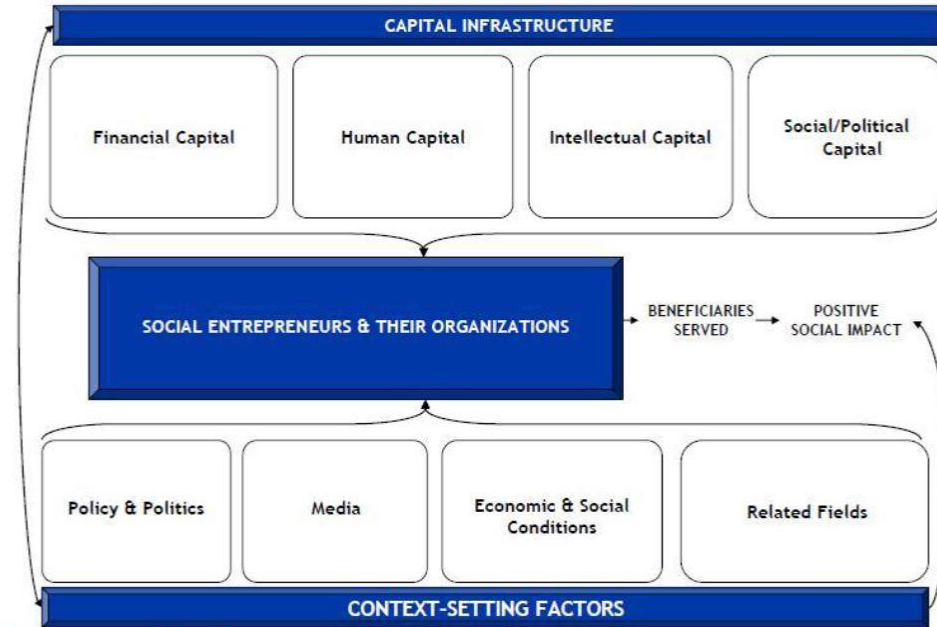 CAPITAL INFRASTRUCTURE
Financial Capital
Human Capital
Intellectual Capital
Social/Political
Capital
SOCIAL ENTREPRENEURS & THEIR ORGANIZATIONS
BENEFICIARIES
SERVED
POSITIVE
SOCIAL IMPACT
Policy & Politics
Media
Economic & Social
Conditions
Related Fields
CONTEXT-SETTING FACTORS